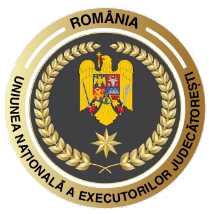 ROMÂNIA
UNIUNEA NAȚIONALĂ A EXECUTORILOR JUDECĂTOREȘTI